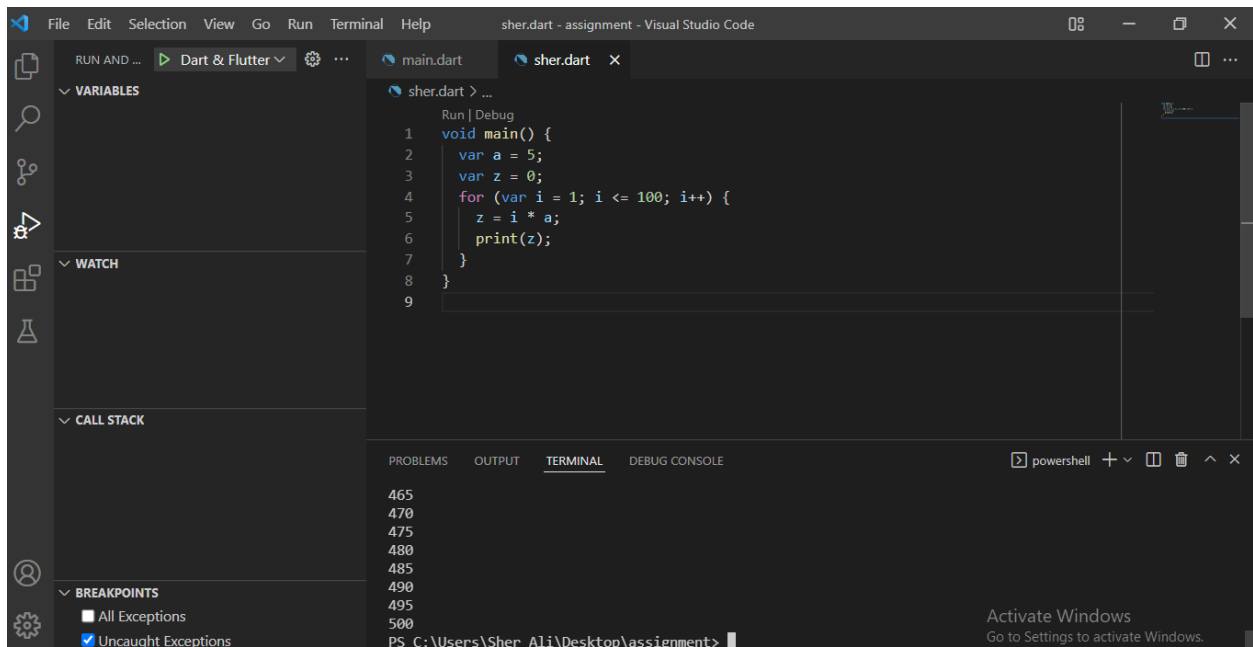 File Edit Selection View Go Run Terminal Help sher.dart - assignment - Visual Studio Code
RUN AND ... Dart & Flutter ...
VARIABLES
WATCH
CALL STACK
BREAKPOINTS
All Exceptions
Uncaught Exceptions
main.dart sher.dart
sher.dart > ...
Run | Debug
1 void main() {
2 var a = 5;
3 var z = 0;
4 for (var i = 1; i <= 100; i++) {
5 z = i * a;
6 print(z);
7 }
8 }
9
PROBLEMS OUTPUT TERMINAL DEBUG CONSOLE powershell
465
470
475
480
485
490
495
500
PS C:\Users\Sher Ali\Desktop\assignment>
Activate Windows
Go to Settings to activate Windows.